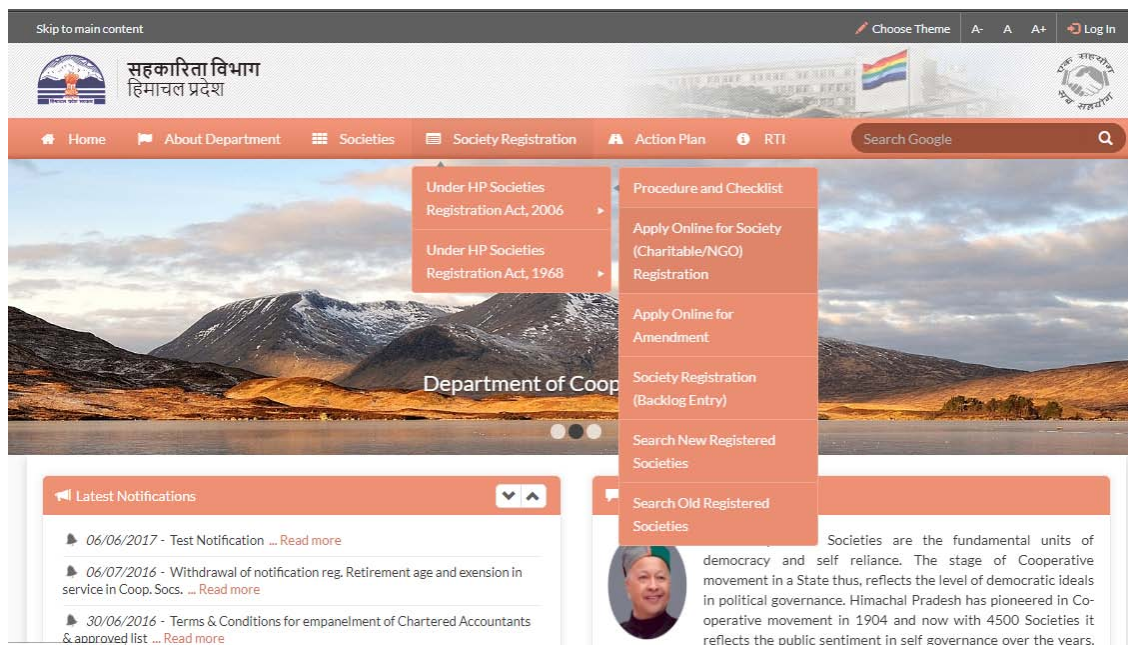 Skip to main content
Choose Theme A- A A+ Log In
सहकारिता विभाग
हिमाचल प्रदेश
एक सहयोग
सब सहयोग
Home About Department Societies Society Registration Action Plan RTI Search Google
Under HP Societies
Registration Act, 2006
Under HP Societies
Registration Act, 1968
Procedure and Checklist
Apply Online for Society
(Charitable/NGO)
Registration
Apply Online for
Amendment
Society Registration
(Backlog Entry)
Search New Registered
Societies
Search Old Registered
Societies
Department of Coop
Latest Notifications
06/06/2017 - Test Notification ... Read more
06/07/2016 - Withdrawal of notification reg. Retirement age and exension in
service in Coop. Socs. ... Read more
30/06/2016 - Terms & Conditions for empanelment of Chartered Accountants
& approved list ... Read more
Societies are the fundamental units of
democracy and self reliance. The stage of Cooperative
movement in a State thus, reflects the level of democratic ideals
in political governance. Himachal Pradesh has pioneered in Co-
operative movement in 1904 and now with 4500 Societies it
reflects the public sentiment in self governance over the years.